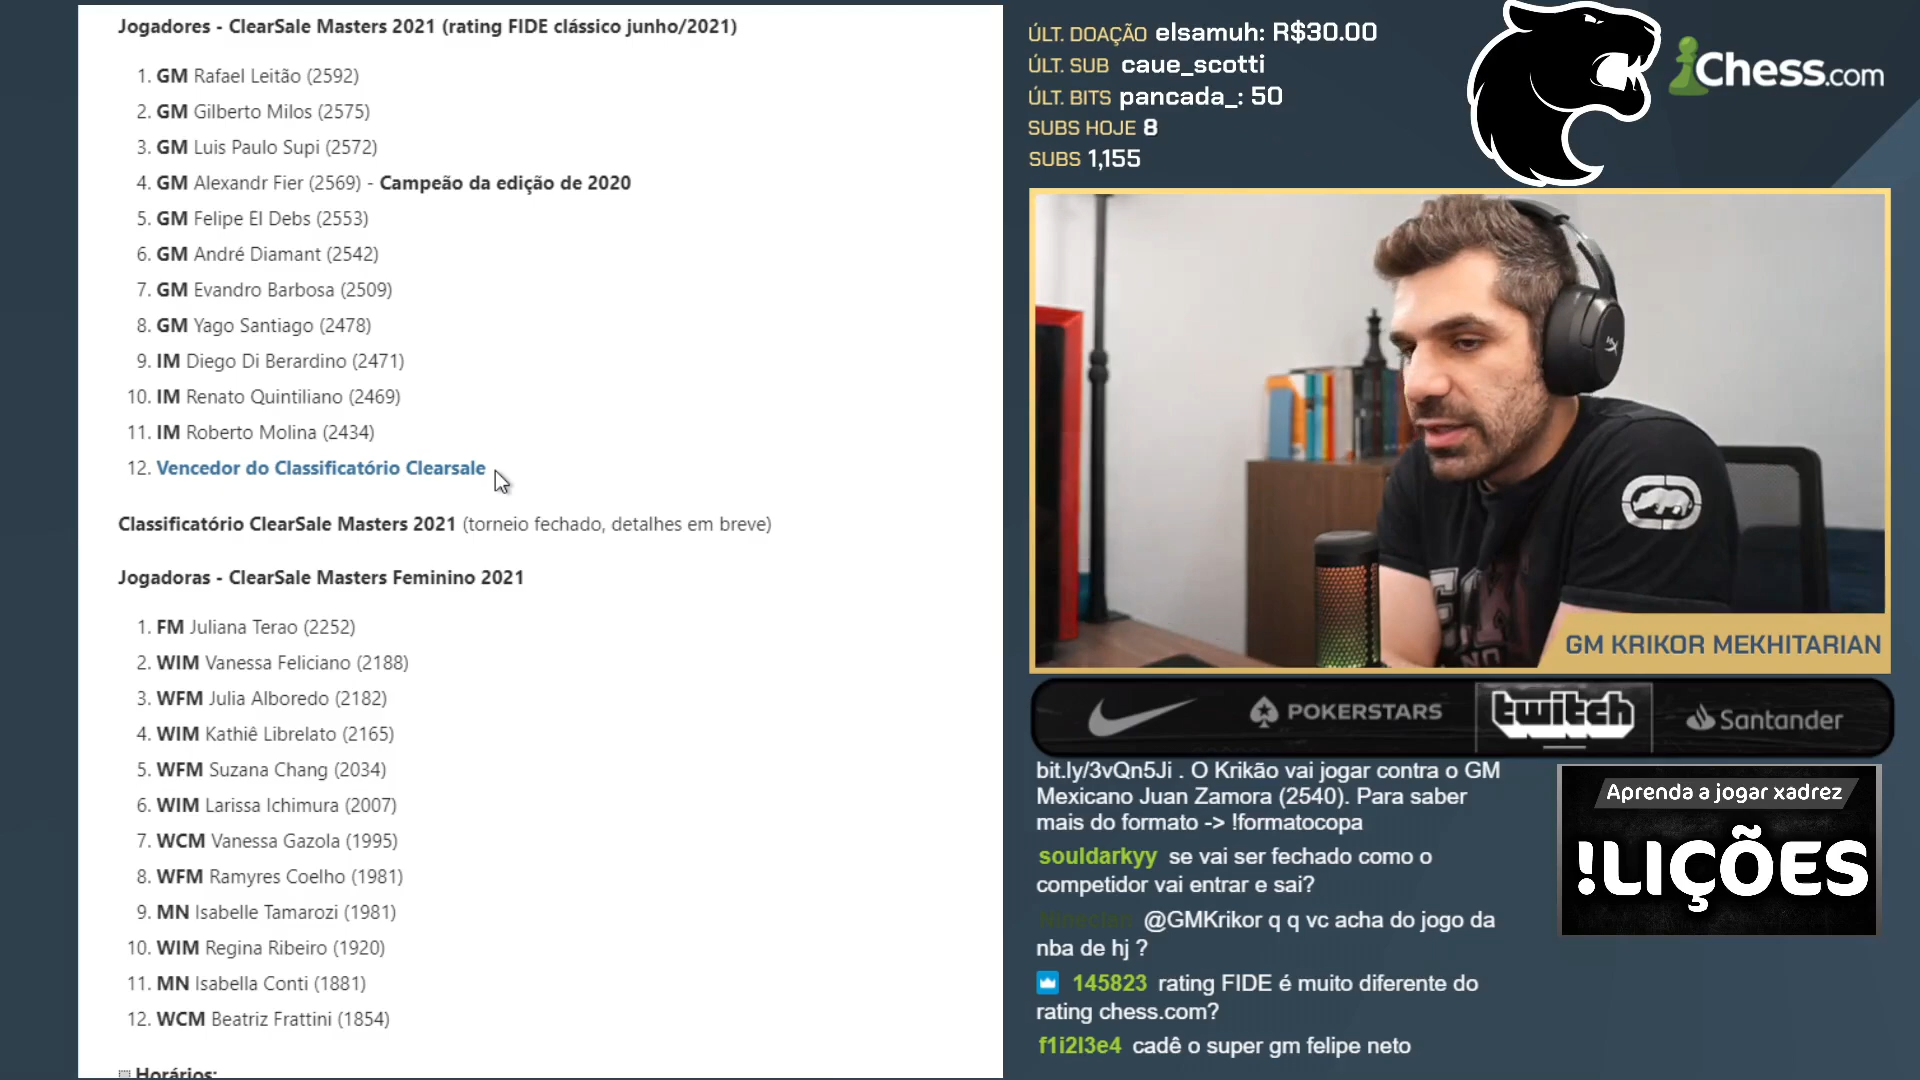 Jogadores - ClearSale Masters 2021 (rating FIDE clássico junho/2021)
1. GM Rafael Leitão (2592)
2. GM Gilberto Milos (2575)
3. GM Luis Paulo Supi (2572)
4. GM Alexandr Fier (2569) - Campeão da edição de 2020
5. GM Felipe El Debs (2553)
6. GM André Diamant (2542)
7. GM Evandro Barbosa (2509)
8. GM Yago Santiago (2478)
9. IM Diego Di Berardino (2471)
10. IM Renato Quintiliano (2469)
11. IM Roberto Molina (2434)
12. Vencedor do Classificatório Clearsale
Classificatório ClearSale Masters 2021 (torneio fechado, detalhes em breve)
Jogadoras - ClearSale Masters Feminino 2021
1. FM Juliana Terao (2252)
2. WIM Vanessa Feliciano (2188)
3. WFM Julia Alboredo (2182)
4. WIM Kathiê Librelato (2165)
5. WFM Suzana Chang (2034)
6. WIM Larissa Ichimura (2007)
7. WCM Vanessa Gazola (1995)
8. WFM Ramyres Coelho (1981)
9. MN Isabelle Tamarozi (1981)
10. WIM Regina Ribeiro (1920)
11. MN Isabella Conti (1881)
12. WCM Beatriz Frattini (1854)
Horários:
ÚLT. DOAÇÃO elsamuh: R$30.00
ÚLT. SUB caue_scotti
ÚLT. BITS pancada_: 50
SUBS HOJE 8
SUBS 1,155
Chess.com
GM KRIKOR MEKHITARIAN
POKERSTARS
twitch
Santander
bit.ly/3vQn5Ji . O Krikão vai jogar contra o GM
Mexicano Juan Zamora (2540). Para saber
mais do formato -> !formatocopa
souldarkyy se vai ser fechado como o
competidor vai entrar e sai?
@GMKrikor q q vc acha do jogo da
nba de hj ?
145823 rating FIDE é muito diferente do
rating chess.com?
f1i2l3e4 cadê o super gm felipe neto
Aprenda a jogar xadrez
!LIÇÕES